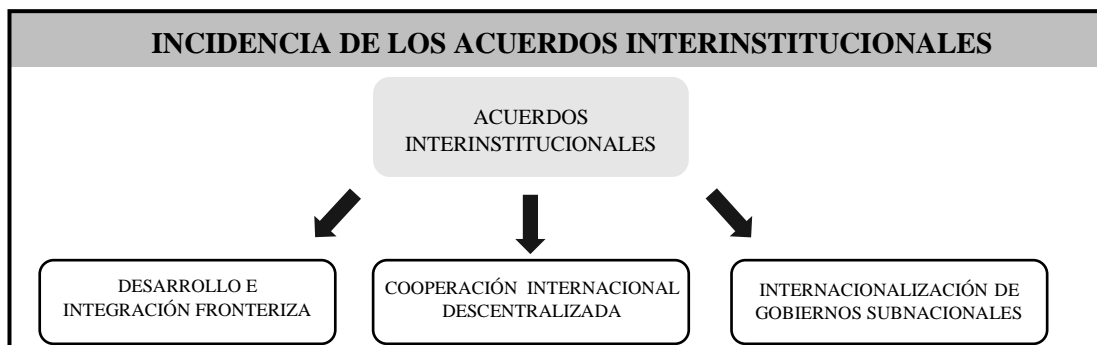 INCIDENCIA DE LOS ACUERDOS INTERINSTITUCIONALES
ACUERDOS
INTERINSTITUCIONALES
DESARROLLO E
INTEGRACIÓN FRONTERIZA
COOPERACIÓN INTERNACIONAL
DESCENTRALIZADA
INTERNACIONALIZACIÓN DE
GOBIERNOS SUBNACIONALES